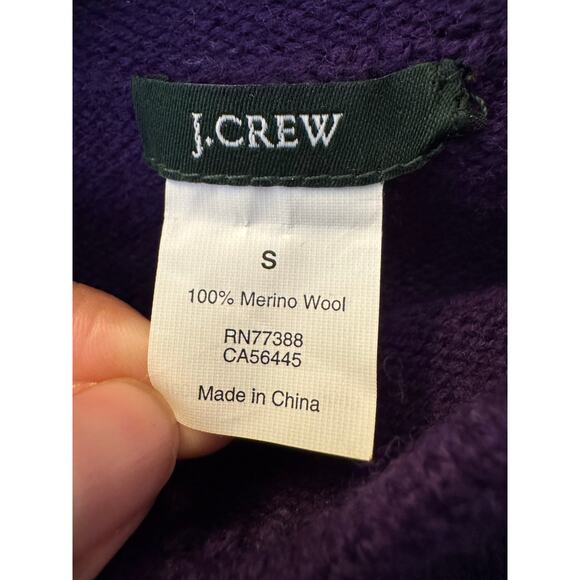 J.CREW
S
100% Merino Wool
RN77388
CA56445
Made in China